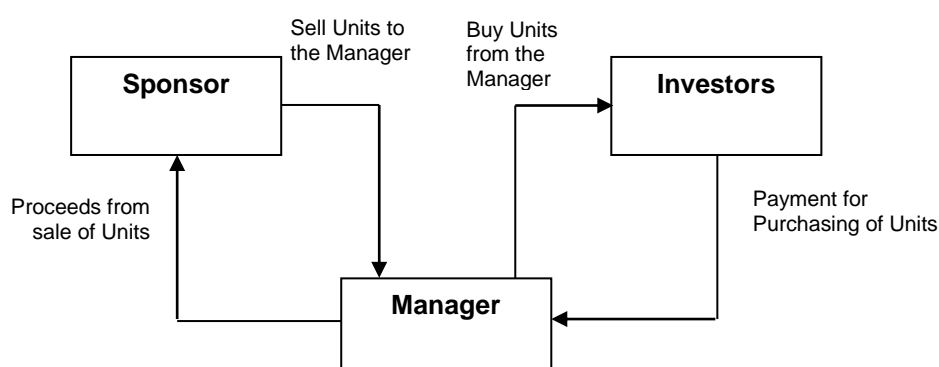 Sell Units to
the Manager
Buy Units
from the
Manager
Sponsor
Investors
Proceeds from
sale of Units
Payment for
Purchasing of Units
Manager